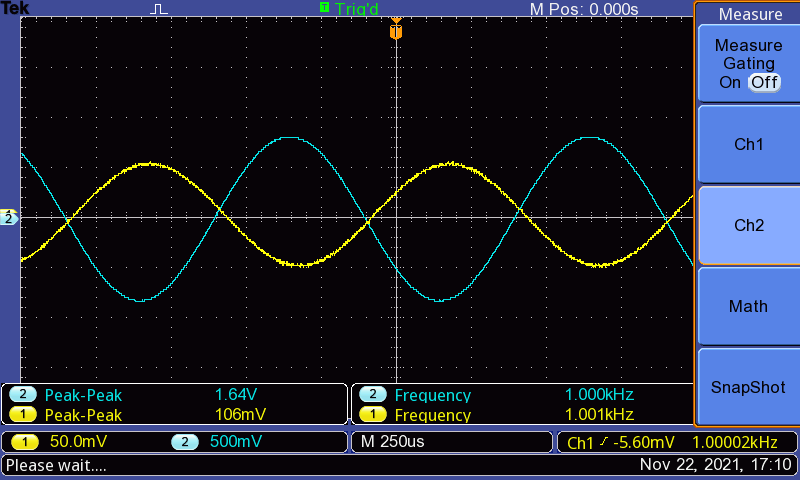 Tek T Trig'd M Pos: 0.000s Measure
T
Measure
Gating
On Off
Ch1
2
Ch2
Math
SnapShot
2 Peak-Peak 1.64V 2 Frequency 1.000kHz
1 Peak-Peak 106mV 1 Frequency 1.001kHz
1 50.0mV 2 500mV M 250us Ch1 -5.60mV 1.00002kHz
Please wait.... Nov 22, 2021, 17:10